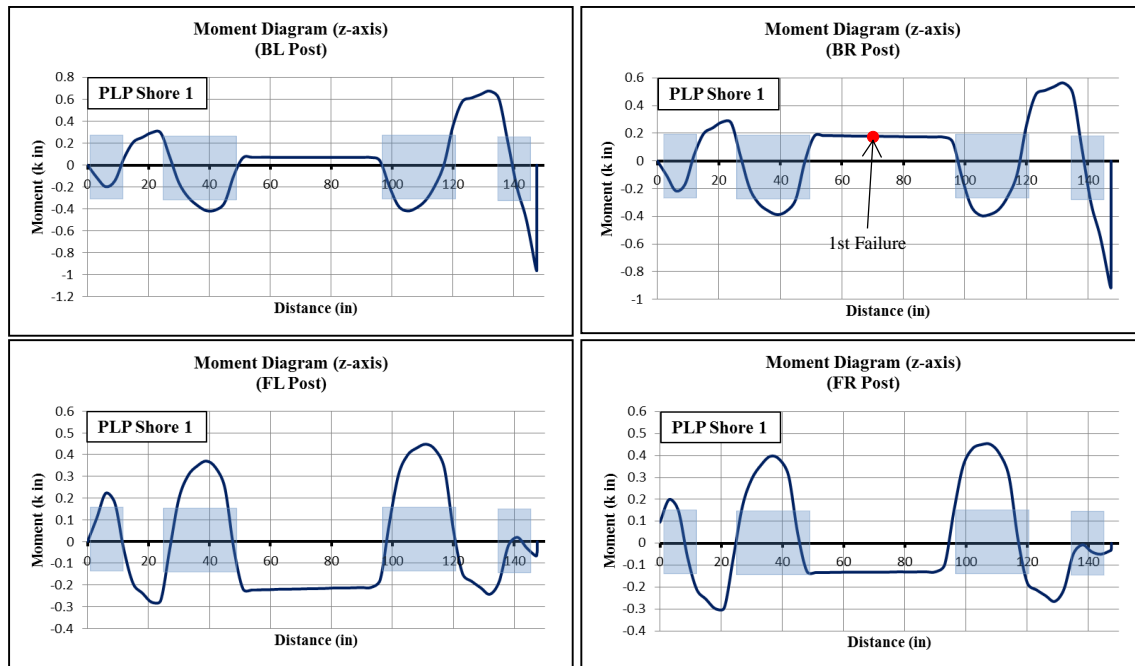 Moment Diagram (z-axis)
(BL Post)
PLP Shore 1
Moment (k in)
0.8
0.6
0.4
0.2
0
-0.2
-0.4
-0.6
-0.8
-1
-1.2
0 20 40 60 80 100 120 140
Distance (in)
Moment Diagram (z-axis)
(BR Post)
PLP Shore 1
Moment (k in)
0.6
0.4
0.2
0
-0.2
-0.4
-0.6
-0.8
-1
0 20 40 60 80 100 120 140
1st Failure
Distance (in)
Moment Diagram (z-axis)
(FL Post)
PLP Shore 1
Moment (k in)
0.6
0.5
0.4
0.3
0.2
0.1
0
-0.1
-0.2
-0.3
-0.4
0 20 40 60 80 100 120 140
Distance (in)
Moment Diagram (z-axis)
(FR Post)
PLP Shore 1
Moment (k in)
0.6
0.5
0.4
0.3
0.2
0.1
0
-0.1
-0.2
-0.3
-0.4
0 20 40 60 80 100 120 140
Distance (in)